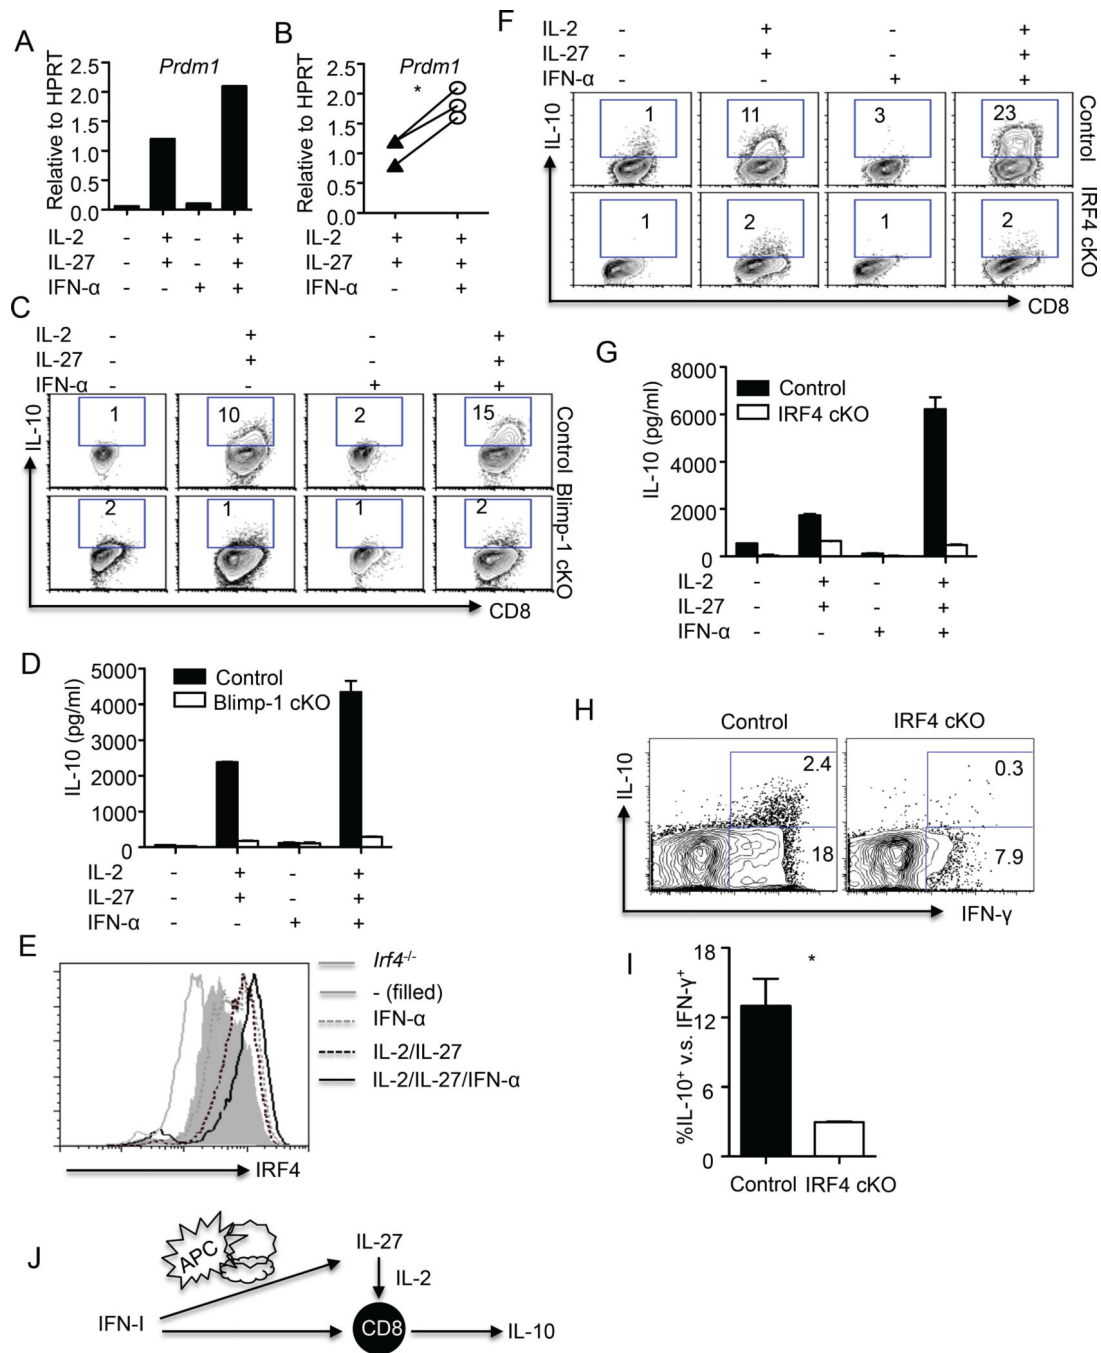 A
Prdm1
Relative to HPRT
2.5
2.0
1.5
1.0
0.5
0.0
IL-2 - + - +
IL-27 - + - +
IFN-α - - + +
B
Prdm1
*
Relative to HPRT
2.5
2.0
1.5
1.0
0.5
0.0
IL-2 + +
IL-27 + +
IFN-α - +
C
IL-2 - + - +
IL-27 - + - +
IFN-α - - + +
IL-10
1 10 2 15
Control
2 1 1 2
Blimp-1 cKO
CD8
D
IL-10 (pg/ml)
5000
4000
3000
2000
1000
0
Control
Blimp-1 cKO
IL-2 - + - +
IL-27 - + - +
IFN-α - - + +
E
Irf4-/-
- (filled)
IFN-α
IL-2/IL-27
IL-2/IL-27/IFN-α
IRF4
F
IL-2 - + - +
IL-27 - + - +
IFN-α - - + +
IL-10
1 11 3 23
Control
1 2 1 2
IRF4 cKO
CD8
G
IL-10 (pg/ml)
8000
6000
4000
2000
0
Control
IRF4 cKO
IL-2 - + - +
IL-27 - + - +
IFN-α - - + +
H
Control IRF4 cKO
IL-10
2.4 0.3
18 7.9
IFN-γ
I
%IL-10+ v.s. IFN-γ+
18
12
6
0
*
Control IRF4 cKO
J
APC
IL-27
IL-2
IFN-I
CD8
IL-10